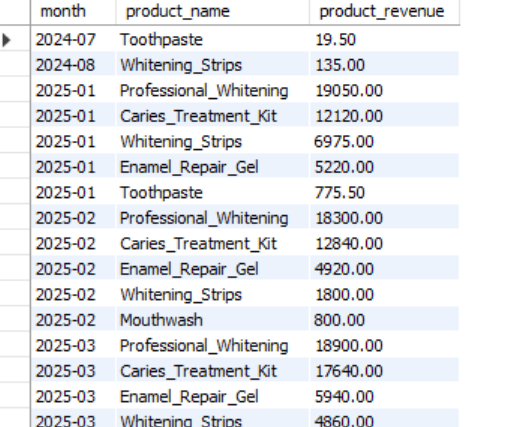 month product_name product_revenue
2024-07 Toothpaste 19.50
2024-08 Whitening_Strips 135.00
2025-01 Professional_Whitening 19050.00
2025-01 Caries_Treatment_Kit 12120.00
2025-01 Whitening_Strips 6975.00
2025-01 Enamel_Repair_Gel 5220.00
2025-01 Toothpaste 775.50
2025-02 Professional_Whitening 18300.00
2025-02 Caries_Treatment_Kit 12840.00
2025-02 Enamel_Repair_Gel 4920.00
2025-02 Whitening_Strips 1800.00
2025-02 Mouthwash 800.00
2025-03 Professional_Whitening 18900.00
2025-03 Caries_Treatment_Kit 17640.00
2025-03 Enamel_Repair_Gel 5940.00
2025-03 Whitening_Strips 4860.00